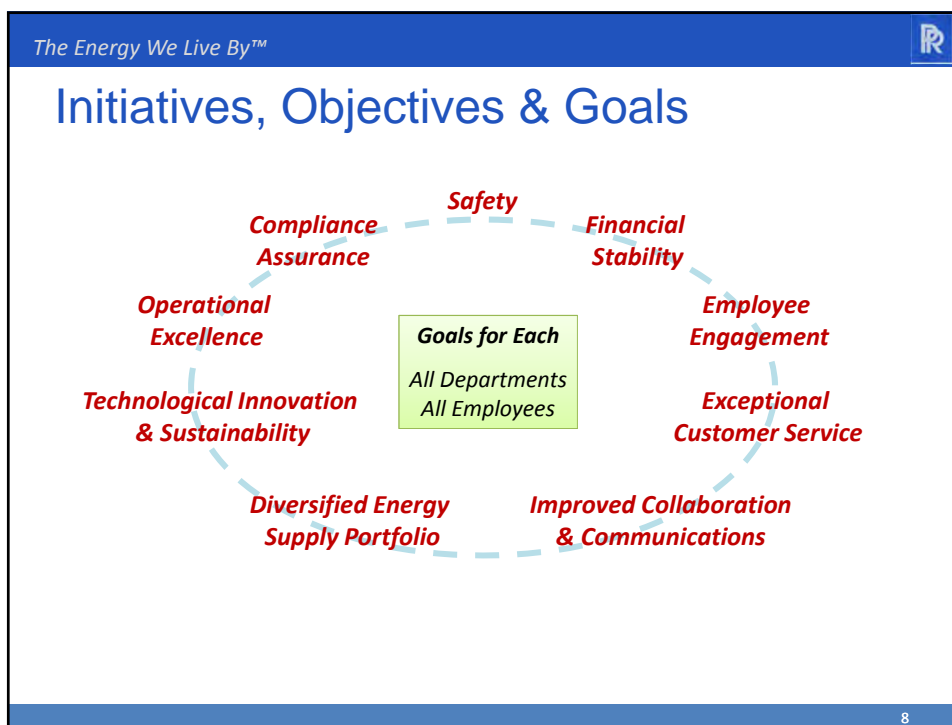 The Energy We Live By™
PR
Initiatives, Objectives & Goals
Safety
Compliance
Assurance
Financial
Stability
Operational
Excellence
Employee
Engagement
Goals for Each
All Departments
All Employees
Technological Innovation
& Sustainability
Exceptional
Customer Service
Diversified Energy
Supply Portfolio
Improved Collaboration
& Communications
8